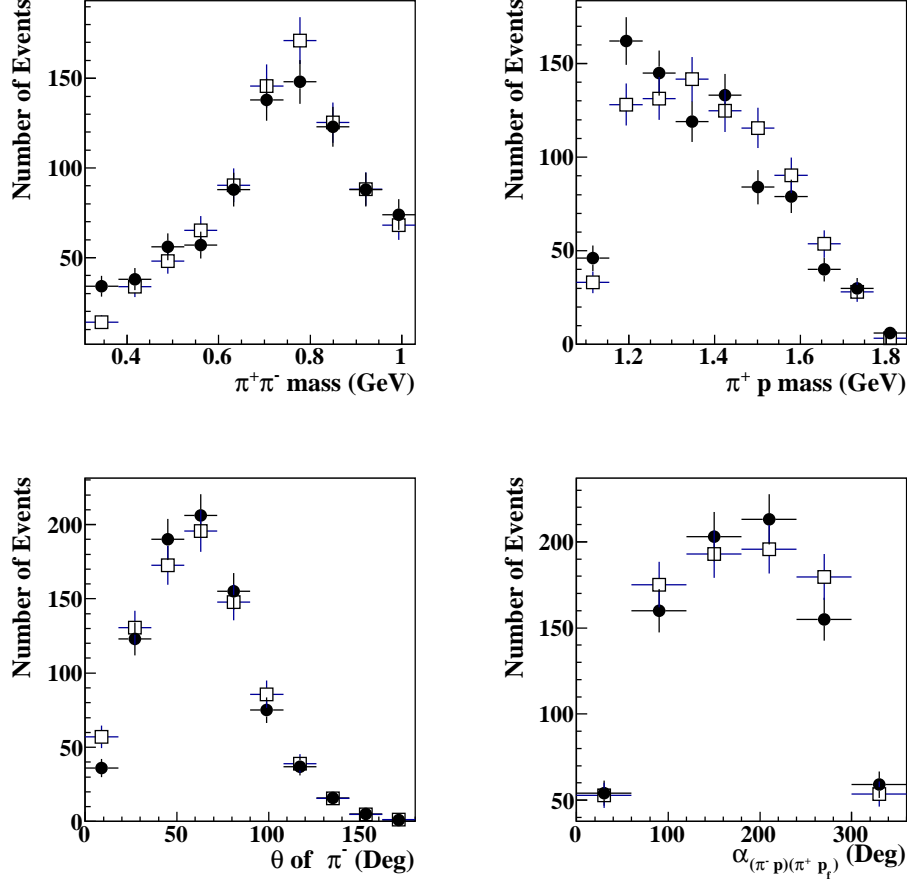 Number of Events
150
100
50
0.4 0.6 0.8 1
π⁺π⁻ mass (GeV)
Number of Events
150
100
50
0
1.2 1.4 1.6 1.8
π⁺ p mass (GeV)
Number of Events
200
150
100
50
0
0 50 100 150
θ of π⁻ (Deg)
Number of Events
200
150
100
50
0 100 200 300
α(π⁻ p)(π⁺ p_f) (Deg)